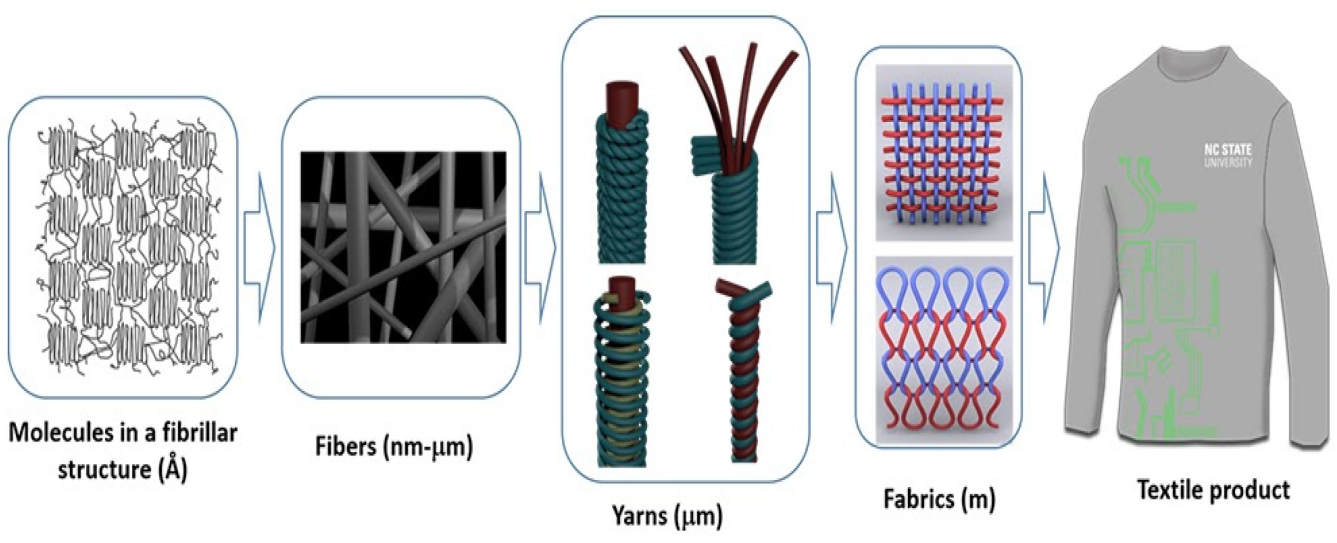 NC STATE
UNIVERSITY
Molecules in a fibrillar
structure (Å)
Fibers (nm-μm)
Yarns (μm)
Fabrics (m)
Textile product